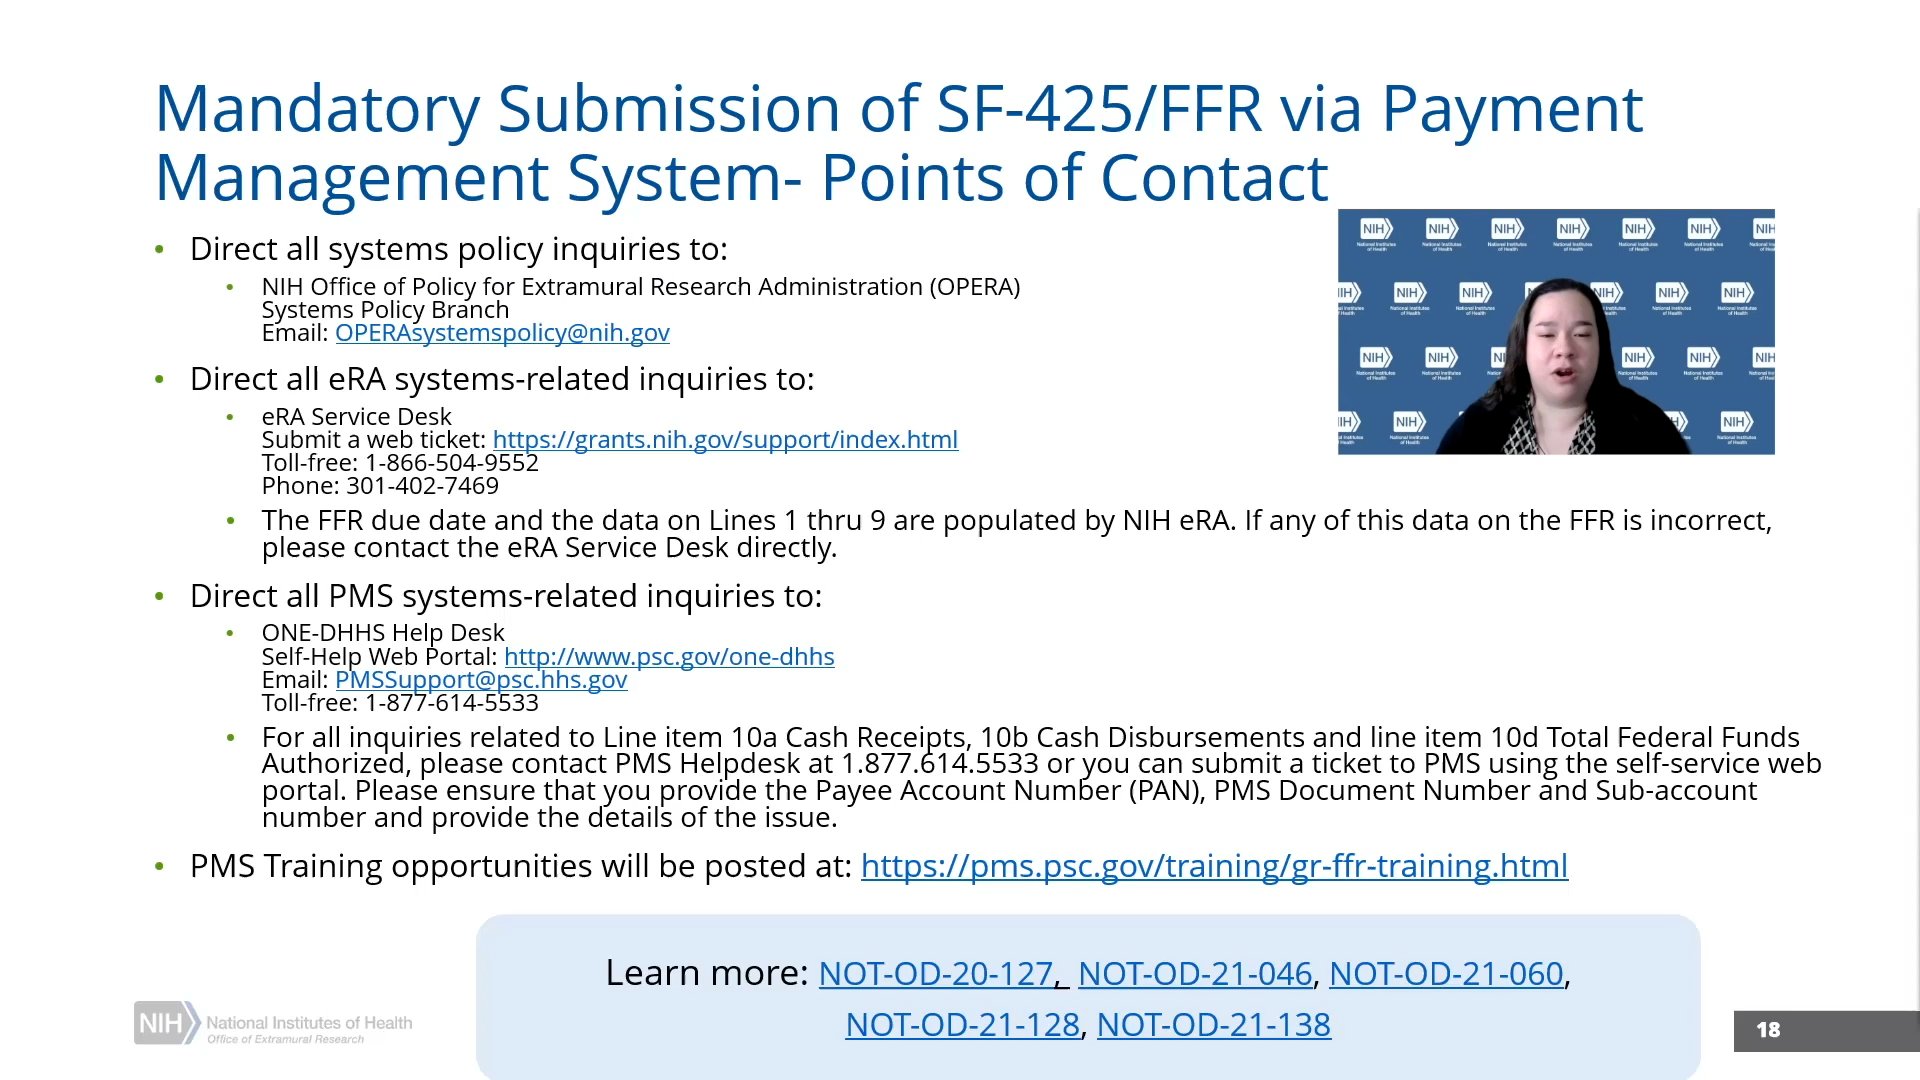 Mandatory Submission of SF-425/FFR via Payment
Management System- Points of Contact
• Direct all systems policy inquiries to:
• NIH Office of Policy for Extramural Research Administration (OPERA)
Systems Policy Branch
Email: OPERAsystemspolicy@nih.gov
• Direct all eRA systems-related inquiries to:
• eRA Service Desk
Submit a web ticket: https://grants.nih.gov/support/index.html
Toll-free: 1-866-504-9552
Phone: 301-402-7469
• The FFR due date and the data on Lines 1 thru 9 are populated by NIH eRA. If any of this data on the FFR is incorrect,
please contact the eRA Service Desk directly.
• Direct all PMS systems-related inquiries to:
• ONE-DHHS Help Desk
Self-Help Web Portal: http://www.psc.gov/one-dhhs
Email: PMSSupport@psc.hhs.gov
Toll-free: 1-877-614-5533
• For all inquiries related to Line item 10a Cash Receipts, 10b Cash Disbursements and line item 10d Total Federal Funds
Authorized, please contact PMS Helpdesk at 1.877.614.5533 or you can submit a ticket to PMS using the self-service web
portal. Please ensure that you provide the Payee Account Number (PAN), PMS Document Number and Sub-account
number and provide the details of the issue.
• PMS Training opportunities will be posted at: https://pms.psc.gov/training/gr-ffr-training.html
Learn more: NOT-OD-20-127, NOT-OD-21-046, NOT-OD-21-060,
NOT-OD-21-128, NOT-OD-21-138
NIH National Institutes of Health
Office of Extramural Research
18
NIH
National Institutes
of Health